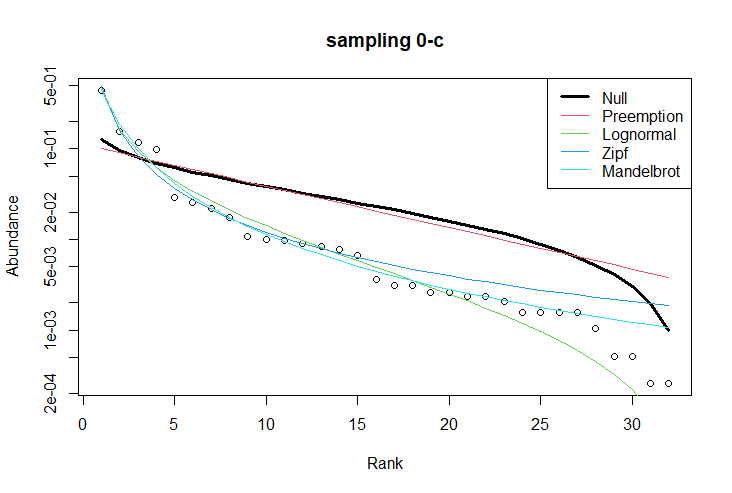 sampling 0-c
Null
Preemption
Lognormal
Zipf
Mandelbrot
Abundance
5e-01
1e-01
2e-02
5e-03
1e-03
2e-04
0 5 10 15 20 25 30
Rank